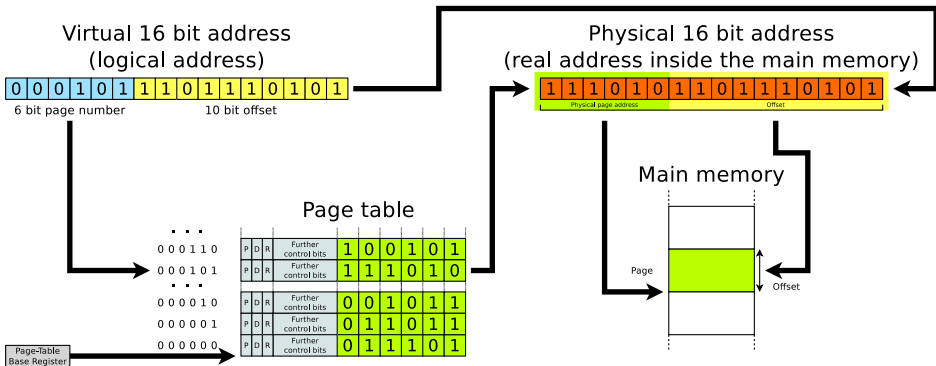 Virtual 16 bit address
(logical address)
0 0 0 1 0 1 1 1 0 1 1 1 0 1 0 1
6 bit page number 10 bit offset
Physical 16 bit address
(real address inside the main memory)
1 1 1 0 1 0 1 1 0 1 1 1 0 1 0 1
Physical page address Offset
Page table
. . .
0 0 0 1 1 0 P D R Further control bits 1 0 0 1 0 1
0 0 0 1 0 1 P D R Further control bits 1 1 1 0 1 0
. . .
0 0 0 0 1 0 P D R Further control bits 0 0 1 0 1 1
0 0 0 0 0 1 P D R Further control bits 0 1 1 0 1 1
0 0 0 0 0 0 P D R Further control bits 0 1 1 1 0 1
Page-Table
Base Register
Main memory
Page
Offset